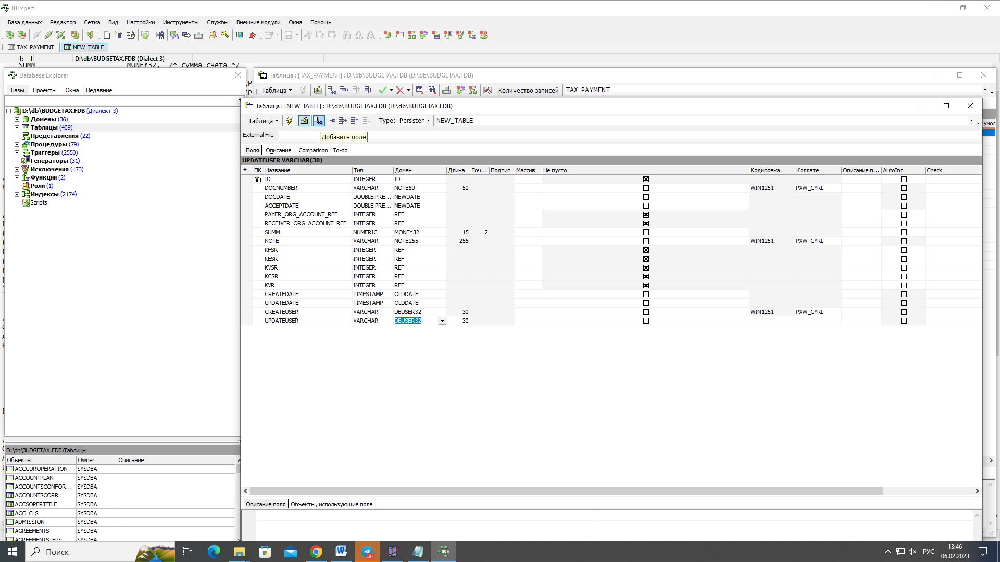 IBExpert
База данных Редактор Сетка Вид Настройки Инструменты Службы Внешние модули Окна Помощь
TAX_PAYMENT NEW_TABLE
1: 1 D:\db\BUDGETAX.FDB (Dialect 3)
SUMM MONEY32, /* сумма счета */
Database Explorer
Базы Проекты Окна Недавние
D:\db\BUDGETAX.FDB (Диалект 3)
Домены (36)
Таблицы (409)
Представления (22)
Процедуры (79)
Триггеры (2550)
Генераторы (31)
Исключения (173)
Функции (2)
Роли (1)
Индексы (2174)
Scripts
D:\db\BUDGETAX.FDB\Таблицы
Объекты Owner Описание
ACCCUROPERATION SYSDBA
ACCOUNTPLAN SYSDBA
ACCOUNTSCONFOR... SYSDBA
ACCOUNTSCORR SYSDBA
ACCSOPERTITLE SYSDBA
ACC_CLS SYSDBA
ADMISSION SYSDBA
AGREEMENTS SYSDBA
AGREEMENTSTEPS SYSDBA
Таблица : [TAX_PAYMENT] : D:\db\BUDGETAX.FDB (D:\db\BUDGETAX.FDB)
Таблица Количество записей TAX_PAYMENT
умол
Таблица : [NEW_TABLE] : D:\db\BUDGETAX.FDB (D:\db\BUDGETAX.FDB)
Таблица Type: Persisten NEW_TABLE
External File
Добавить поле
Поля Описание Comparison To-do
UPDATEUSER VARCHAR(30)
# ПК Название Тип Домен Длина Точ... Подтип Массив Не пусто Кодировка Коллате Описание п... AutoInc Check
1 ID INTEGER ID
DOCNUMBER VARCHAR NOTE50 50 WIN1251 PXW_CYRL
DOCDATE DOUBLE PRE... NEWDATE
ACCEPTDATE DOUBLE PRE... NEWDATE
PAYER_ORG_ACCOUNT_REF INTEGER REF
RECEIVER_ORG_ACCOUNT_REF INTEGER REF
SUMM NUMERIC MONEY32 15 2
NOTE VARCHAR NOTE255 255 WIN1251 PXW_CYRL
KFSR INTEGER REF
KESR INTEGER REF
KVSR INTEGER REF
KCSR INTEGER REF
KVR INTEGER REF
CREATEDATE TIMESTAMP OLDDATE
UPDATEDATE TIMESTAMP OLDDATE
CREATEUSER VARCHAR DBUSER32 30 WIN1251 PXW_CYRL
UPDATEUSER VARCHAR DBUSER32 30
Описание поля Объекты, использующие поле
Поиск
.87
РУС
13:46
06.02.2023